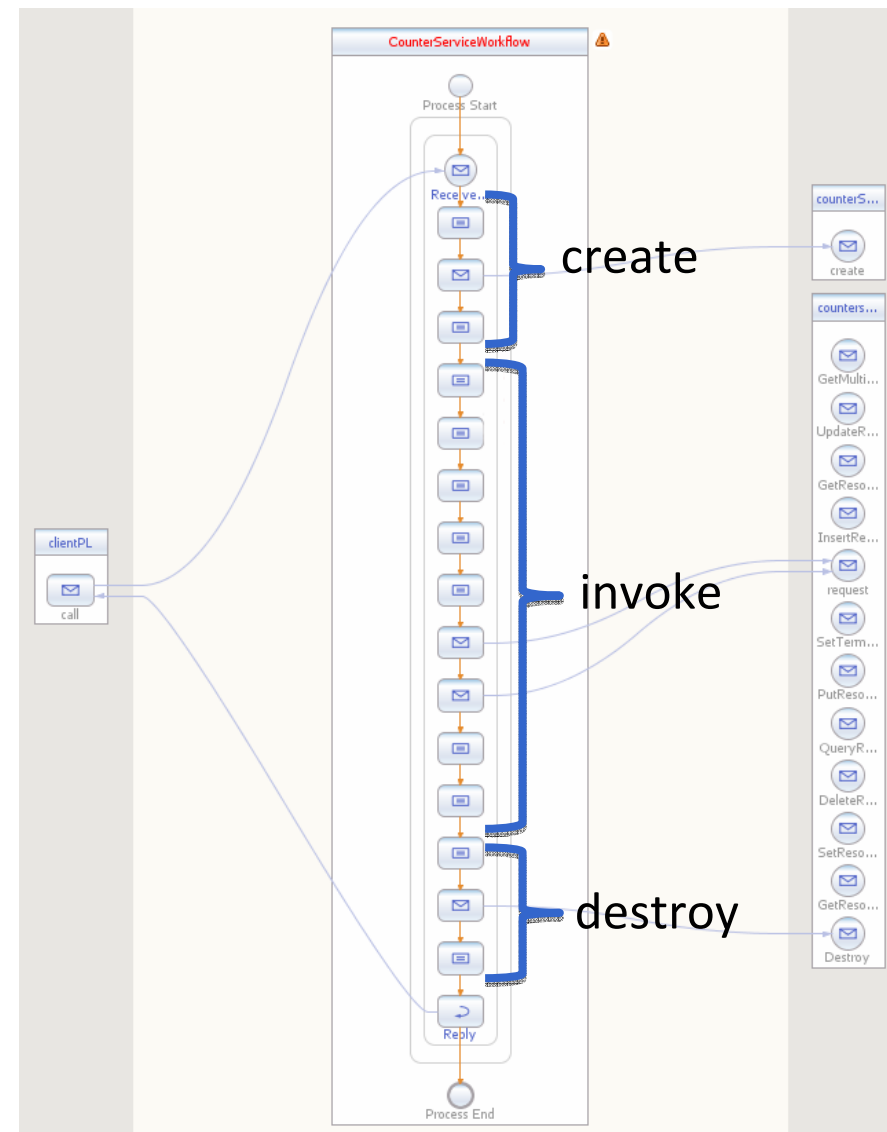 CounterServiceWorkflow
Process Start
Receive...
create
counterS...
create
counters...
GetMulti...
UpdateR...
GetReso...
InsertRe...
clientPL
call
invoke
request
SetTerm...
PutReso...
QueryR...
DeleteR...
SetReso...
GetReso...
destroy
Destroy
Reply
Process End